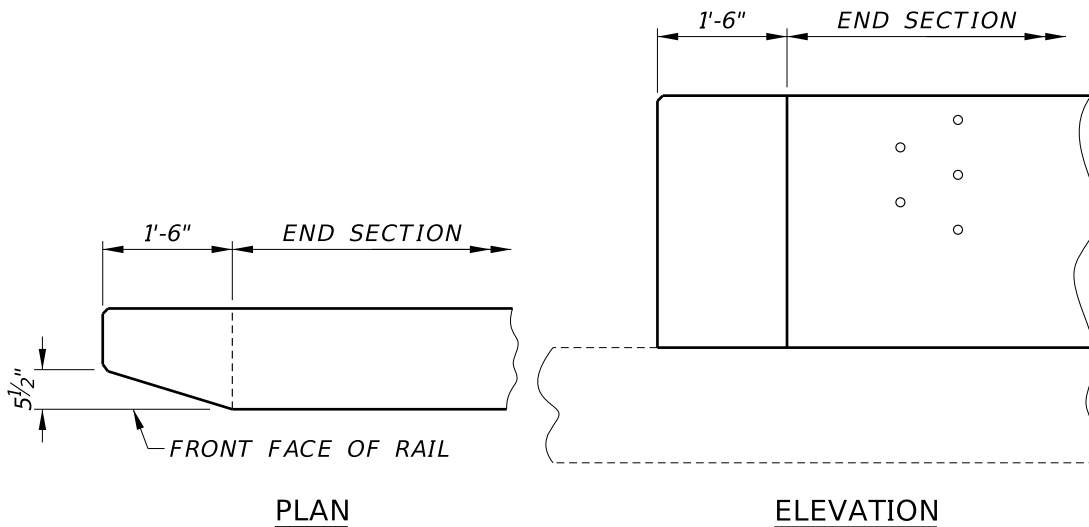 1'-6" END SECTION
1'-6" END SECTION
5½"
FRONT FACE OF RAIL
PLAN ELEVATION